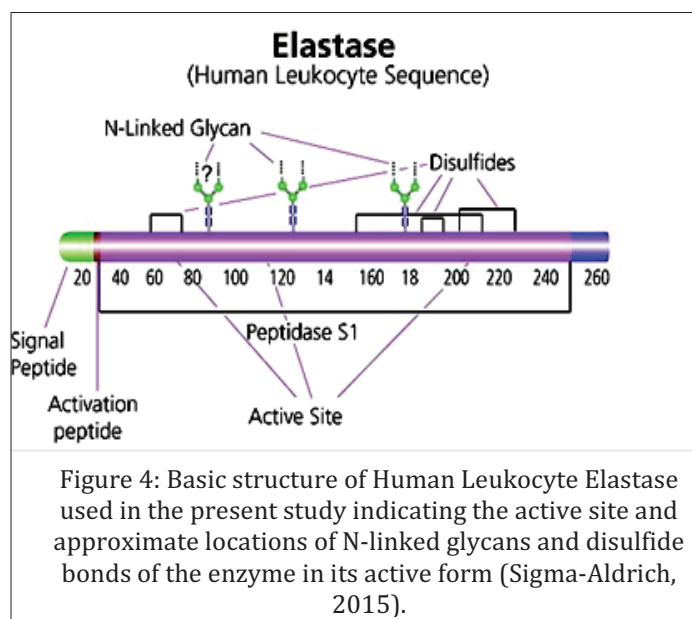 Elastase
(Human Leukocyte Sequence)
N-Linked Glycan
Disulfides
?
20 40 60 80 100 120 14 160 18 200 220 240 260
Signal
Peptide
Activation
peptide
Peptidase S1
Active Site
Figure 4: Basic structure of Human Leukocyte Elastase
used in the present study indicating the active site and
approximate locations of N-linked glycans and disulfide
bonds of the enzyme in its active form (Sigma-Aldrich,
2015).